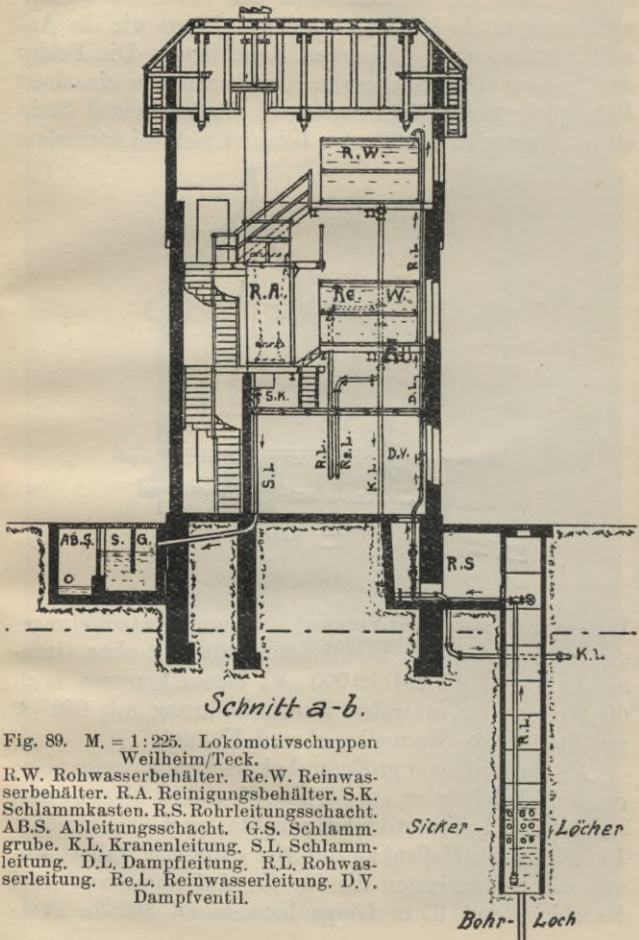 R.W.
R.L.
R.A.
Re. W.
D.L.
S.K.
S.L.
R.L.
Re.L.
K.L.
D.V.
AB.S.
S. G.
R.S
K.L.
R.L.
Sicker - Löcher
Bohr- Loch
Schnitt a-b.
Fig. 89. M. = 1:225. Lokomotivschuppen
Weilheim/Teck.
R.W. Rohwasserbehälter. Re.W. Reinwas-
serbehälter. R.A. Reinigungsbehälter. S.K.
Schlammkasten. R.S. Rohrleitungsschacht.
AB.S. Ableitungsschacht. G.S. Schlamm-
grube. K.L. Kranenleitung. S.L. Schlamm-
leitung. D.L. Dampfleitung. R.L. Rohwas-
serleitung. Re.L. Reinwasserleitung. D.V.
Dampfventil.